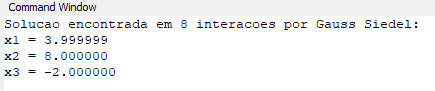 Command Window
Solucao encontrada em 8 interacoes por Gauss Siedel:
x1 = 3.999999
x2 = 8.000000
x3 = -2.000000